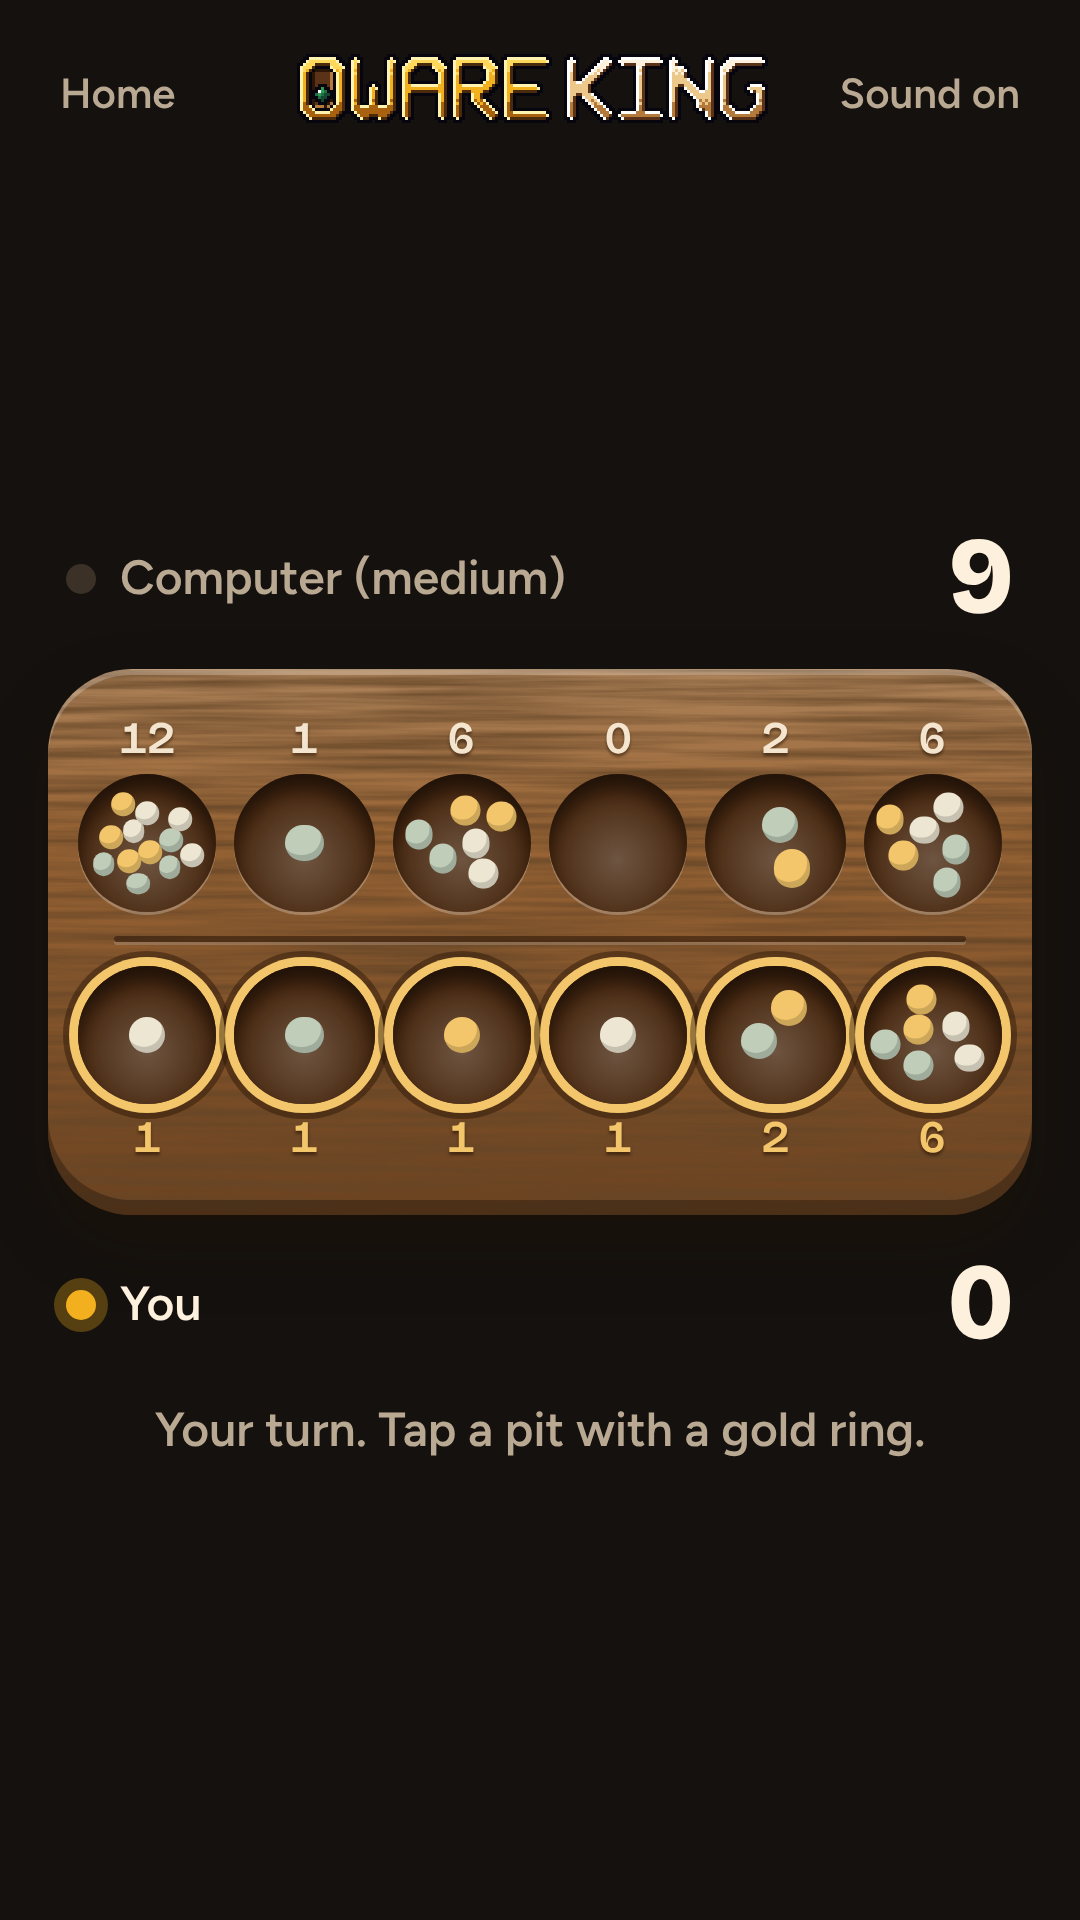 Home
OWARE KING
Sound on
Computer (medium)
9
12 1 6 0 2 6
1 1 1 1 2 6
You
0
Your turn. Tap a pit with a gold ring.